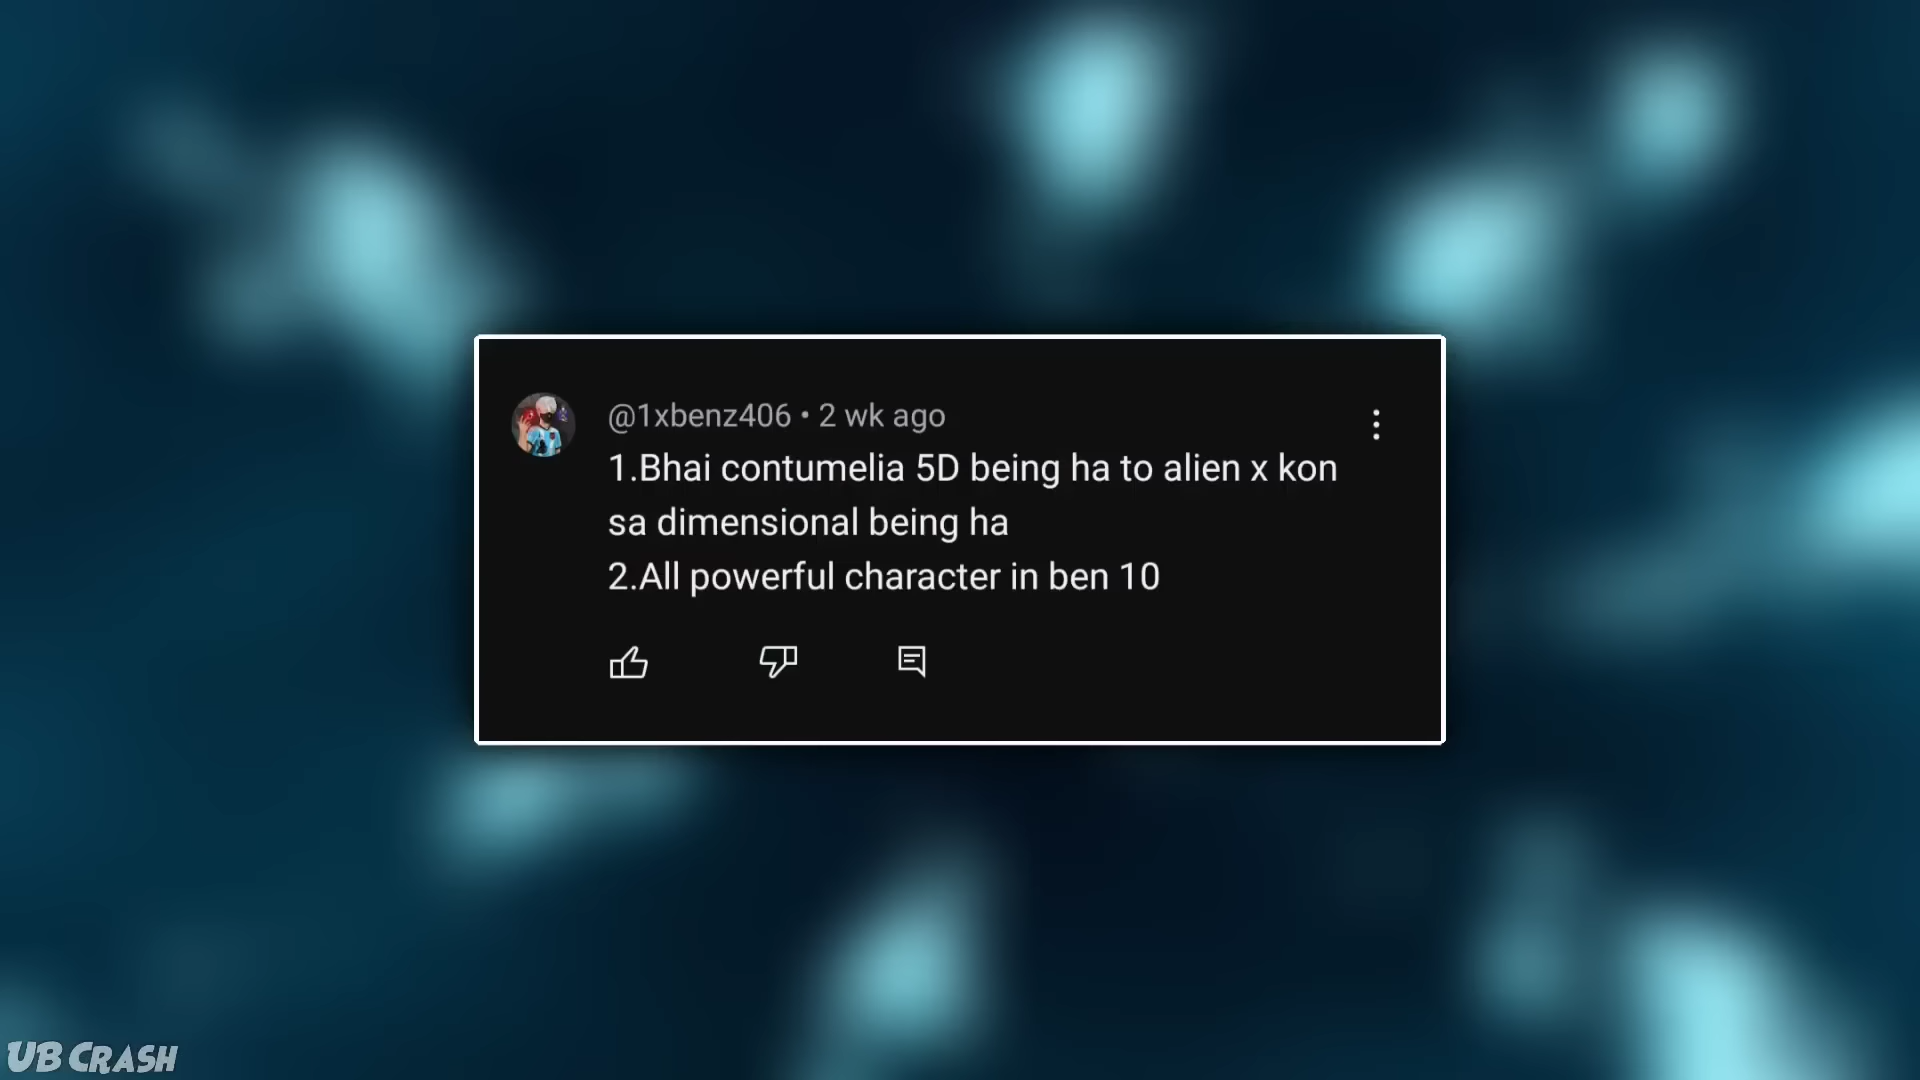 @1xbenz406 • 2 wk ago
1.Bhai contumelia 5D being ha to alien x kon
sa dimensional being ha
2.All powerful character in ben 10
UB CRASH